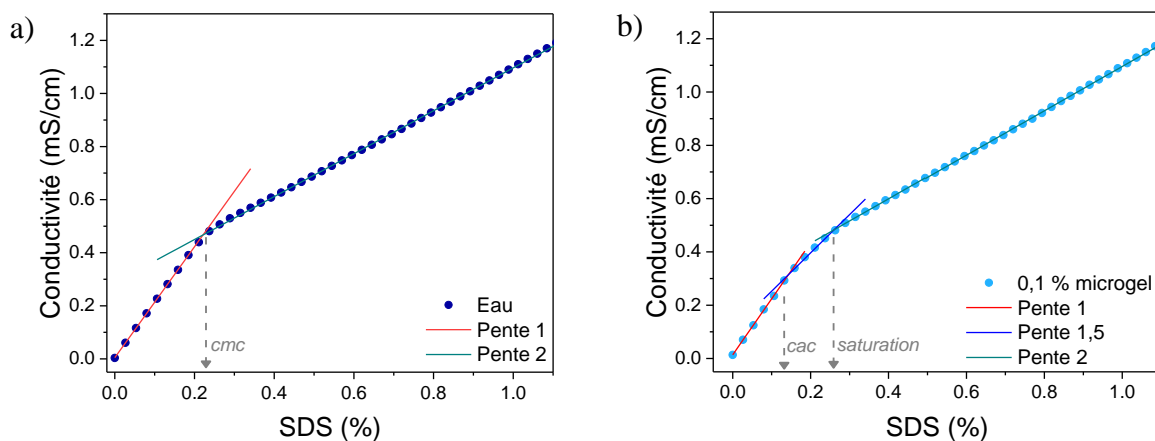 a)
Conductivité (mS/cm)
1.2
1.0
0.8
0.6
0.4
0.2
0.0
cmc
Eau
Pente 1
Pente 2
0.0 0.2 0.4 0.6 0.8 1.0
SDS (%)
b)
Conductivité (mS/cm)
1.2
1.0
0.8
0.6
0.4
0.2
0.0
cac
saturation
0,1 % microgel
Pente 1
Pente 1,5
Pente 2
0.0 0.2 0.4 0.6 0.8 1.0
SDS (%)